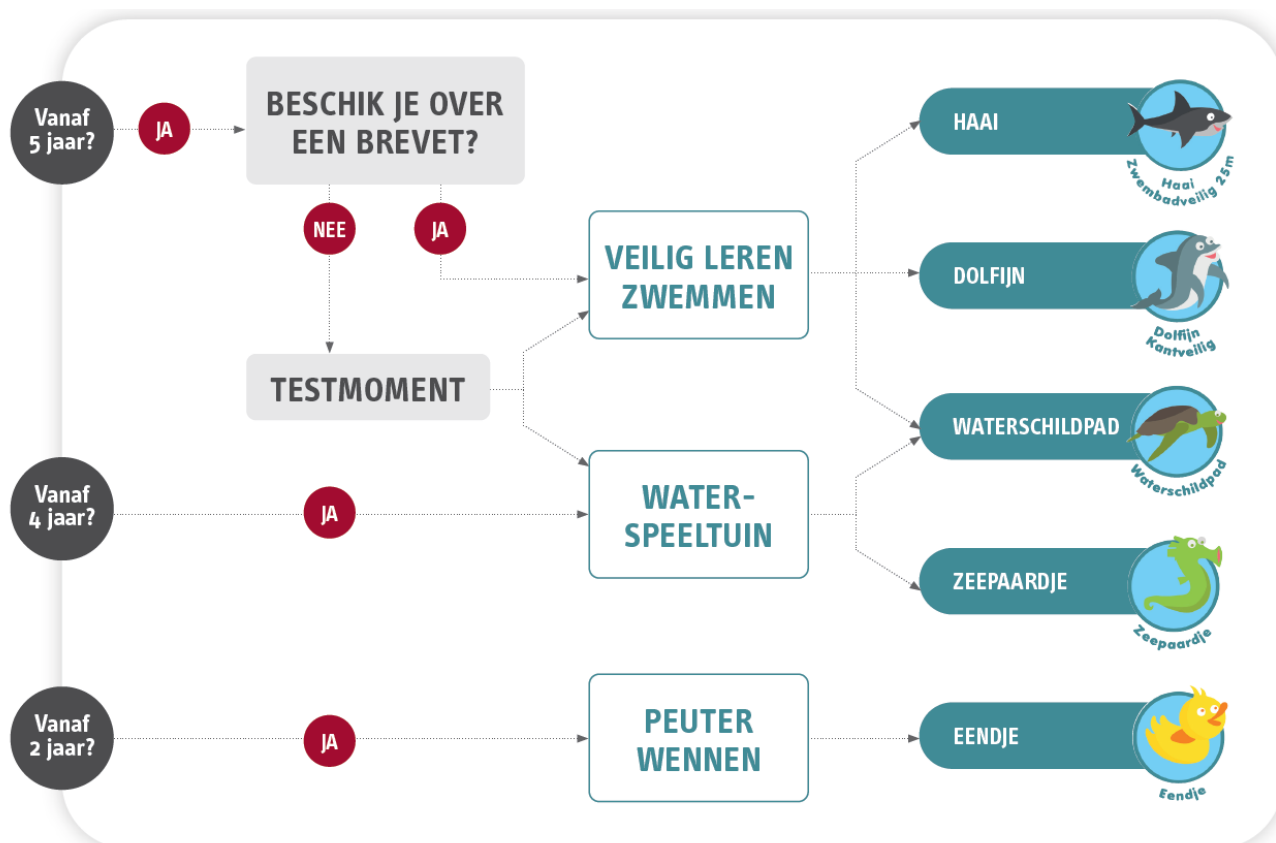 Vanaf
5 jaar?
JA
BESCHIK JE OVER
EEN BREVET?
NEE
JA
TESTMOMENT
VEILIG LEREN
ZWEMMEN
HAAI
Haai
Zwembadveilig 25m
DOLFIJN
Dolfijn
Kantveilig
WATERSCHILDPAD
Waterschildpad
Vanaf
4 jaar?
JA
WATER-
SPEELTUIN
ZEEPAARDJE
Zeepaardje
Vanaf
2 jaar?
JA
PEUTER
WENNEN
EENDJE
Eendje